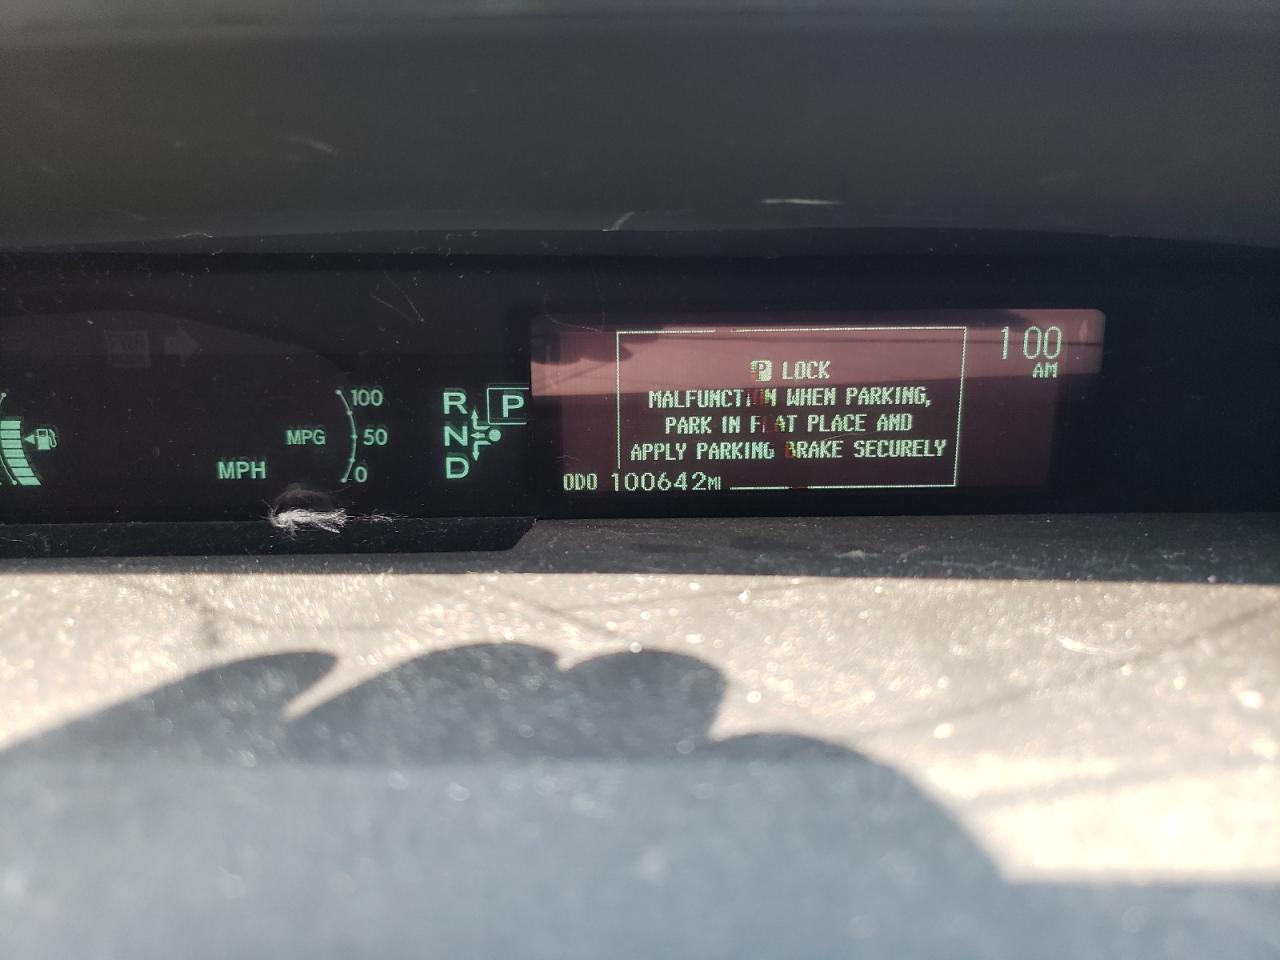 100
MPG 50
MPH 0
R P
N
D
P LOCK
MALFUNCTION WHEN PARKING,
PARK IN FLAT PLACE AND
APPLY PARKING BRAKE SECURELY
ODO 100642MI
1 00
AM